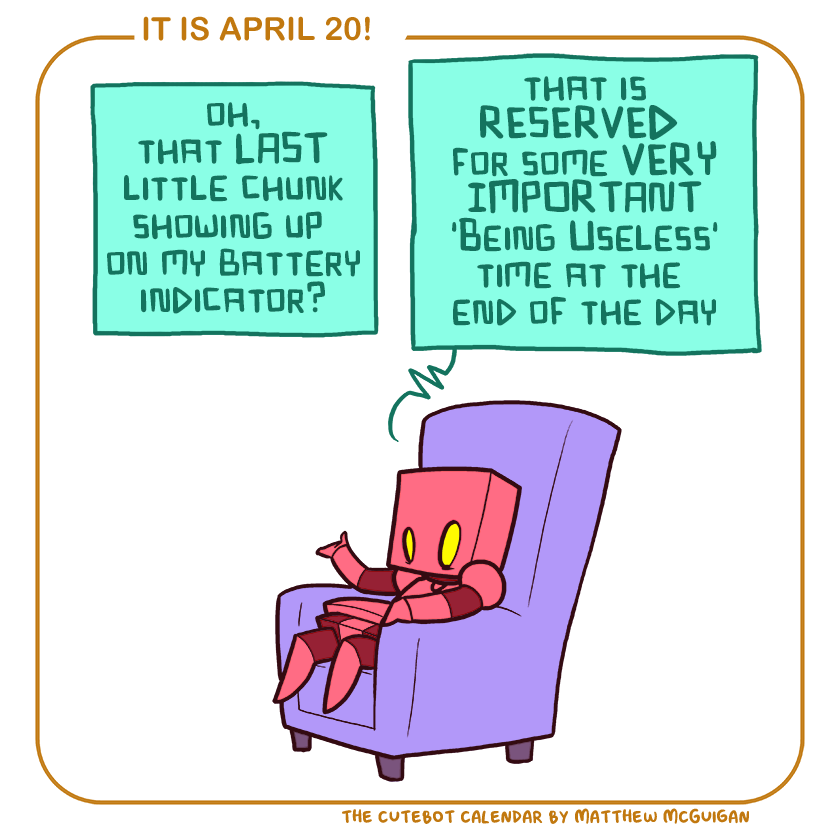 IT IS APRIL 20!
OH,
THAT LAST
LITTLE CHUNK
SHOWING UP
ON MY BATTERY
INDICATOR?
THAT IS
RESERVED
FOR SOME VERY
IMPORTANT
'BEING USELESS'
TIME AT THE
END OF THE DAY
THE CUTEBOT CALENDAR BY MATTHEW MCGUIGAN